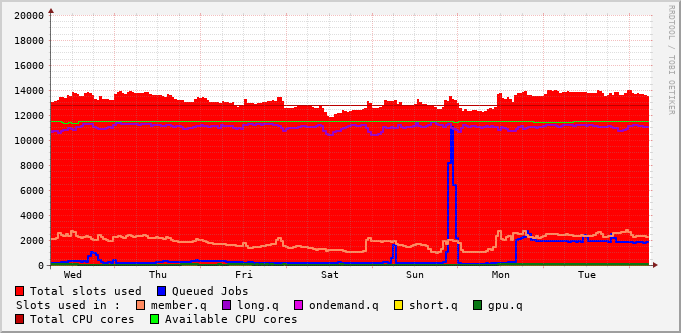 20000
18000
16000
14000
12000
10000
8000
6000
4000
2000
0
Wed Thu Fri Sat Sun Mon Tue
RRDTOOL / TOBI OETIKER
Total slots used Queued Jobs
Slots used in : member.q long.q ondemand.q short.q gpu.q
Total CPU cores Available CPU cores